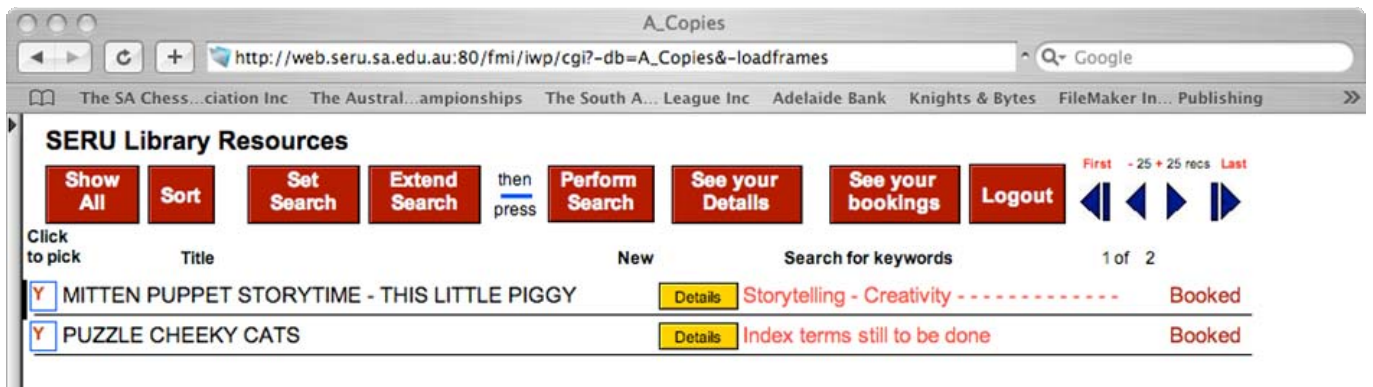 A_Copies
http://web.seru.sa.edu.au:80/fmi/iwp/cgi?-db=A_Copies&-loadframes
Google
The SA Chess...ciation Inc The Austral...ampionships The South A... League Inc Adelaide Bank Knights & Bytes FileMaker In... Publishing »
SERU Library Resources
Show All Sort Set Search Extend Search then press Perform Search See your Details See your bookings Logout First - 25 + 25 recs Last
Click to pick Title New Search for keywords 1 of 2
Y MITTEN PUPPET STORYTIME - THIS LITTLE PIGGY Details Storytelling - Creativity - - - - - - - - - - - - - Booked
Y PUZZLE CHEEKY CATS Details Index terms still to be done Booked